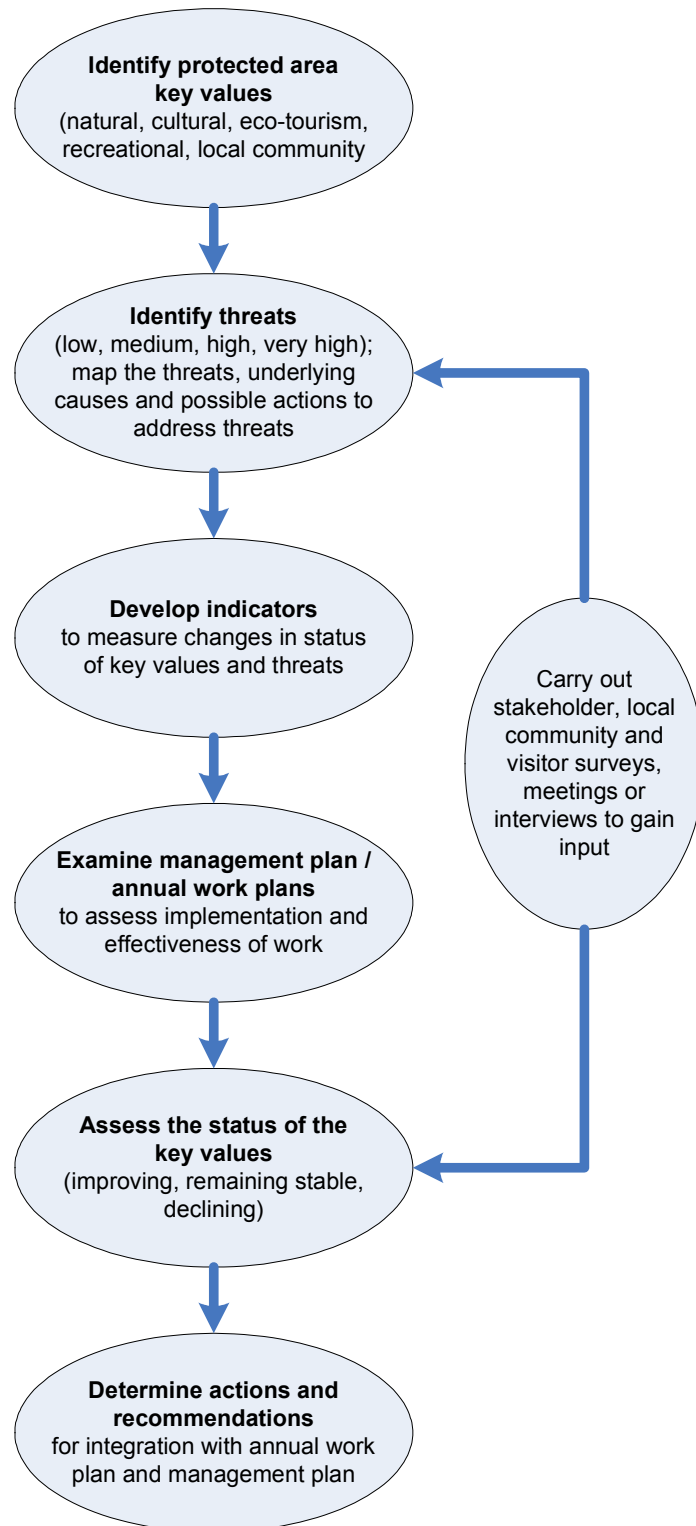 Identify protected area
key values
(natural, cultural, eco-tourism,
recreational, local community
Identify threats
(low, medium, high, very high);
map the threats, underlying
causes and possible actions to
address threats
Develop indicators
to measure changes in status
of key values and threats
Carry out
stakeholder, local
community and
visitor surveys,
meetings or
interviews to gain
input
Examine management plan /
annual work plans
to assess implementation and
effectiveness of work
Assess the status of the
key values
(improving, remaining stable,
declining)
Determine actions and
recommendations
for integration with annual work
plan and management plan